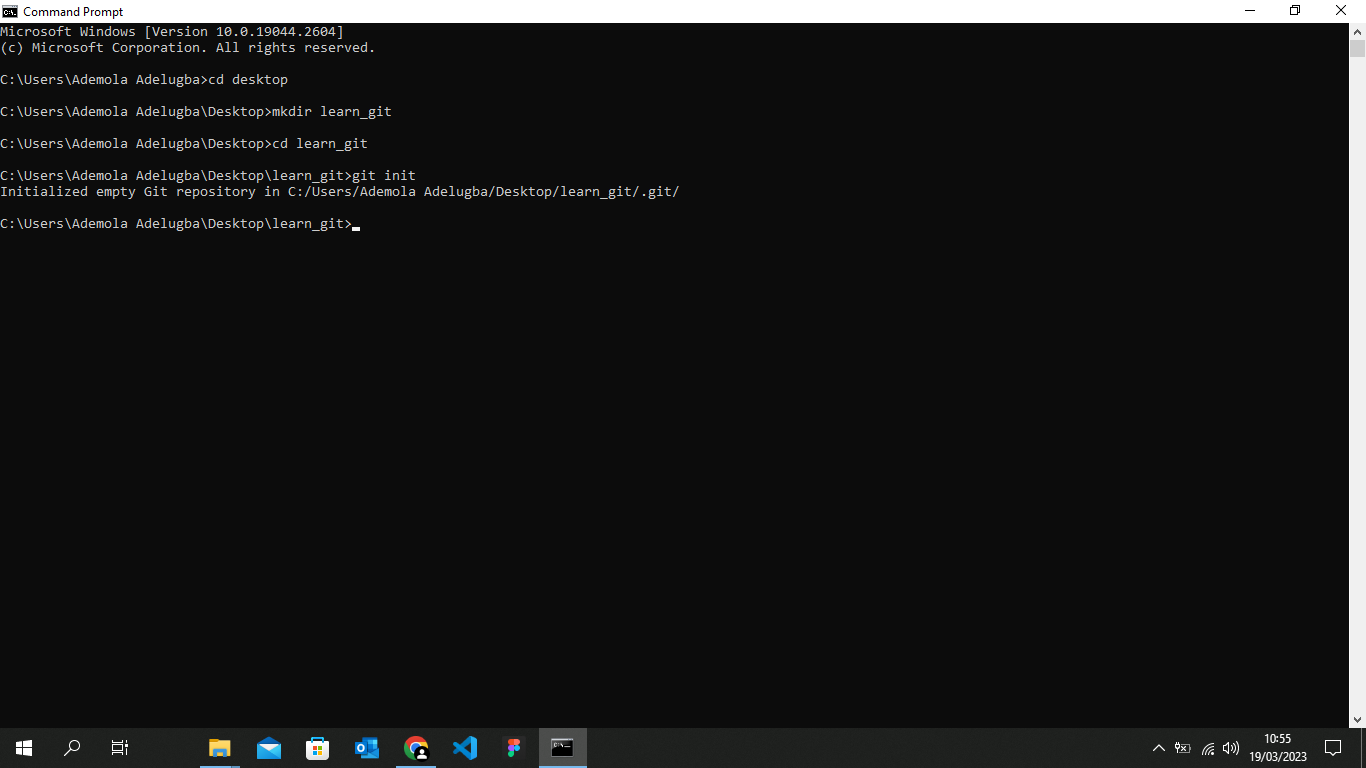 Command Prompt
Microsoft Windows [Version 10.0.19044.2604]
(c) Microsoft Corporation. All rights reserved.
C:\Users\Ademola Adelugba>cd desktop
C:\Users\Ademola Adelugba\Desktop>mkdir learn_git
C:\Users\Ademola Adelugba\Desktop>cd learn_git
C:\Users\Ademola Adelugba\Desktop\learn_git>git init
Initialized empty Git repository in C:/Users/Ademola Adelugba/Desktop/learn_git/.git/
C:\Users\Ademola Adelugba\Desktop\learn_git>
10:55
19/03/2023